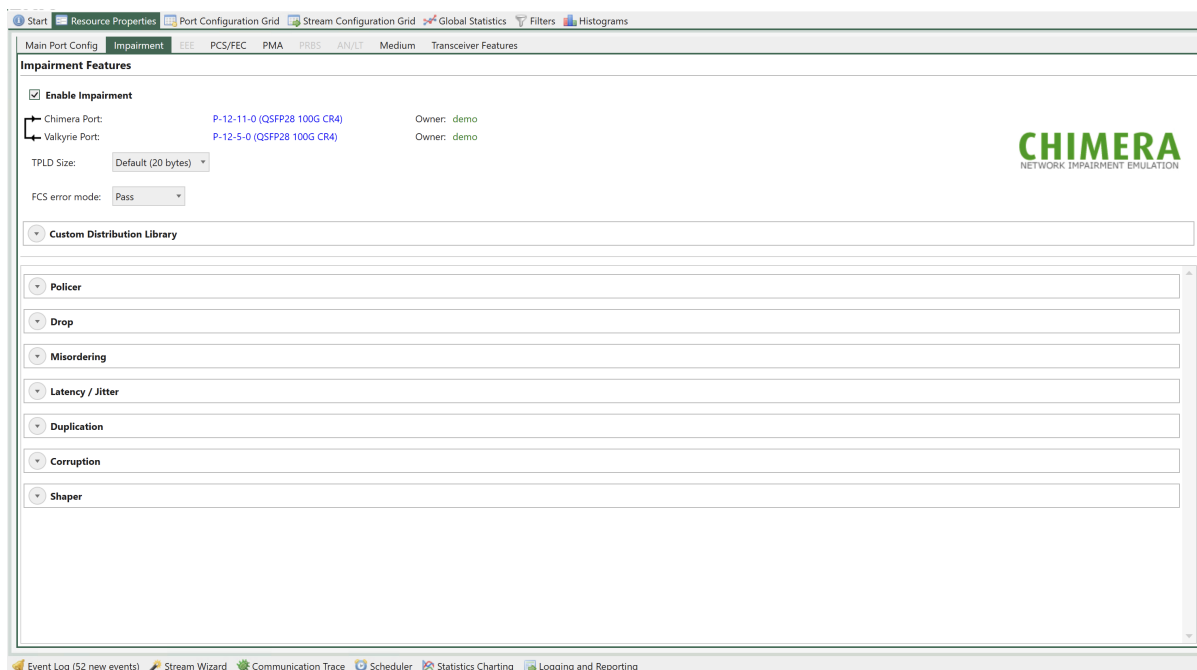 Start Resource Properties Port Configuration Grid Stream Configuration Grid Global Statistics Filters Histograms
Main Port Config Impairment EEE PCS/FEC PMA PRBS AN/LT Medium Transceiver Features
Impairment Features
Enable Impairment
Chimera Port: P-12-11-0 (QSFP28 100G CR4) Owner: demo
Valkyrie Port: P-12-5-0 (QSFP28 100G CR4) Owner: demo
CHIMERA
NETWORK IMPAIRMENT EMULATION
TPLD Size: Default (20 bytes)
FCS error mode: Pass
Custom Distribution Library
Policer
Drop
Misordering
Latency / Jitter
Duplication
Corruption
Shaper
Event Log (52 new events) Stream Wizard Communication Trace Scheduler Statistics Charting Logging and Reporting